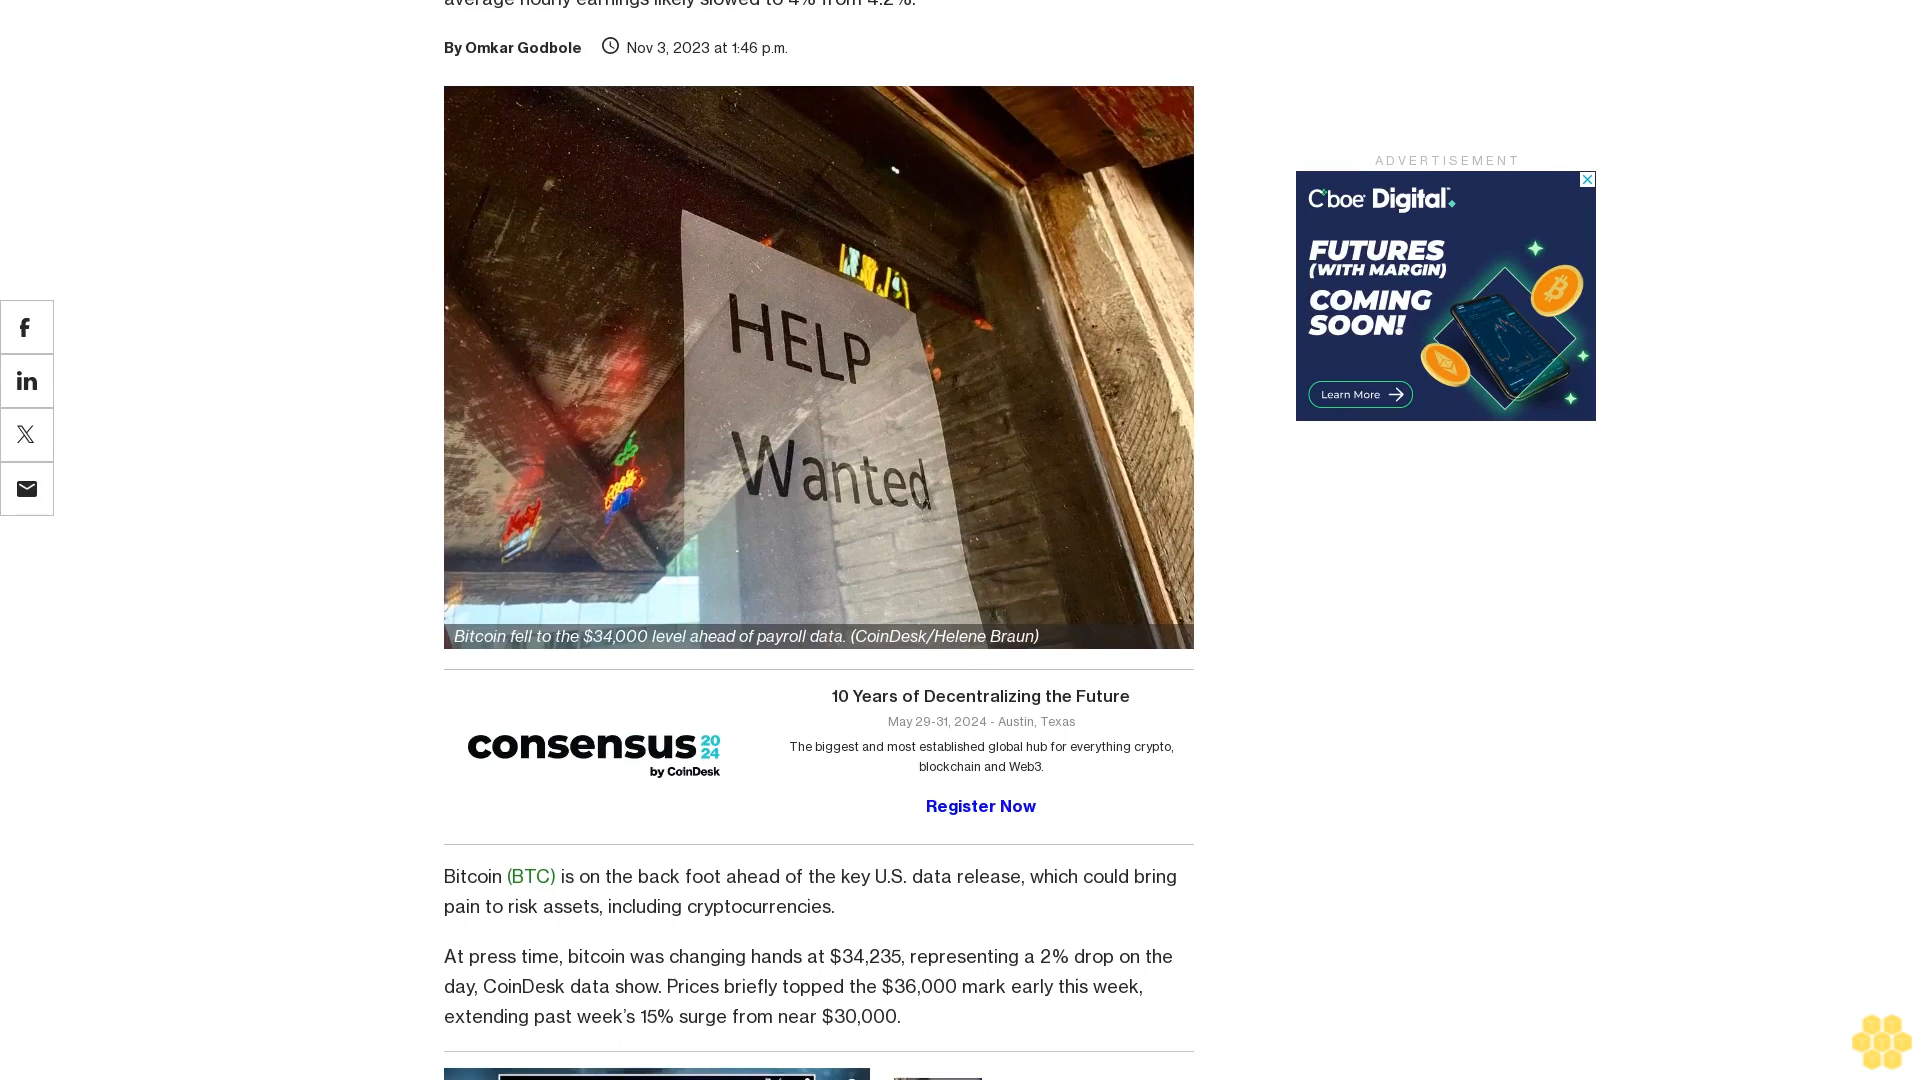 average hourly earnings likely slowed to 4% from 4.2%.
By Omkar Godbole Nov 3, 2023 at 1:46 p.m.
HELP
Wanted
Bitcoin fell to the $34,000 level ahead of payroll data. (CoinDesk/Helene Braun)
ADVERTISEMENT
Cboe Digital
FUTURES
(WITH MARGIN)
COMING
SOON!
Learn More
consensus 2024
by CoinDesk
10 Years of Decentralizing the Future
May 29-31, 2024 - Austin, Texas
The biggest and most established global hub for everything crypto,
blockchain and Web3.
Register Now
Bitcoin (BTC) is on the back foot ahead of the key U.S. data release, which could bring
pain to risk assets, including cryptocurrencies.
At press time, bitcoin was changing hands at $34,235, representing a 2% drop on the
day, CoinDesk data show. Prices briefly topped the $36,000 mark early this week,
extending past week’s 15% surge from near $30,000.